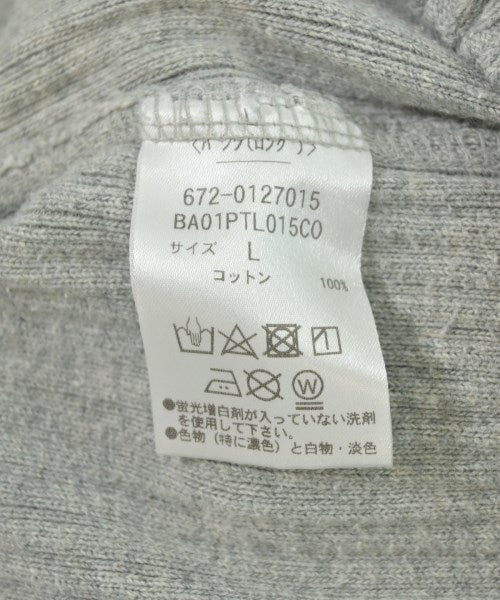 672-0127015
BA01PTL015CO
サイズ L
コットン 100%
W
●蛍光増白剤が入っていない洗剤
を使用して下さい。
●色物（特に濃色）と白物・淡色